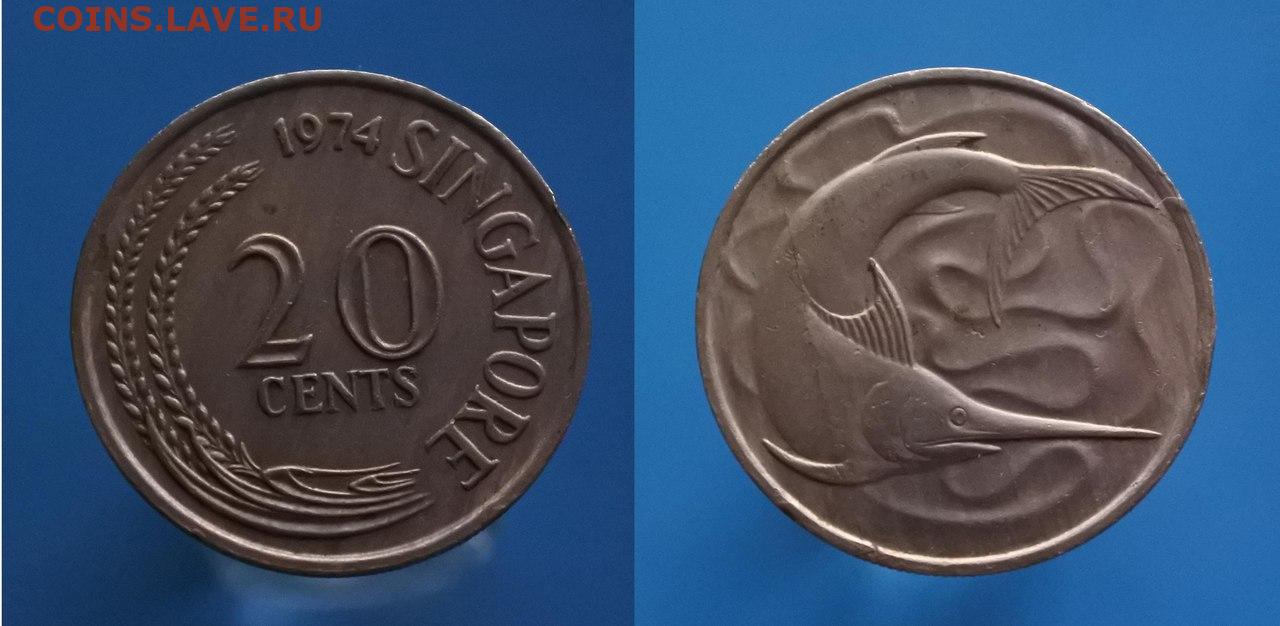 COINS.LAVE.RU
1974 SINGAPORE
20
CENTS